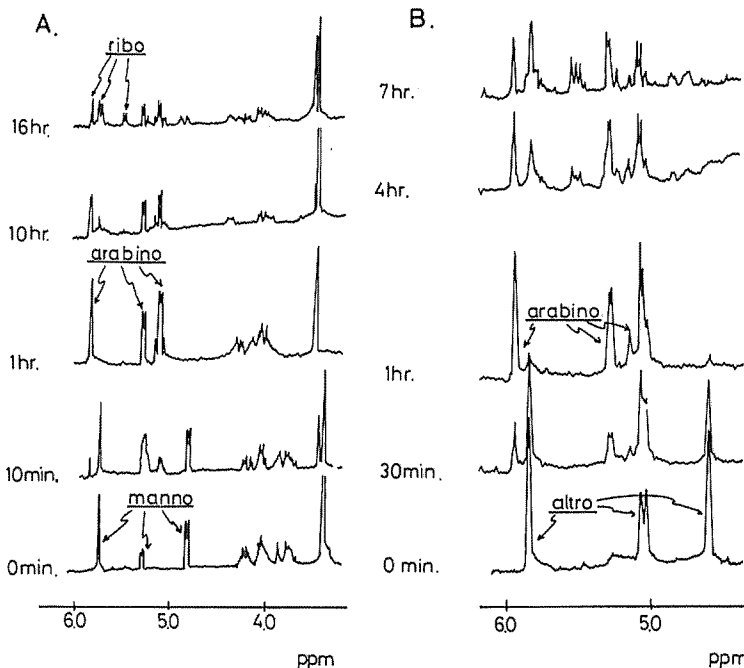 A.
ribo
16hr.
10hr.
arabino
1hr.
10min.
manno
0min.
6.0 5.0 4.0
ppm
B.
7hr.
4hr.
arabino
1hr.
30min.
altro
0 min.
6.0 5.0
ppm